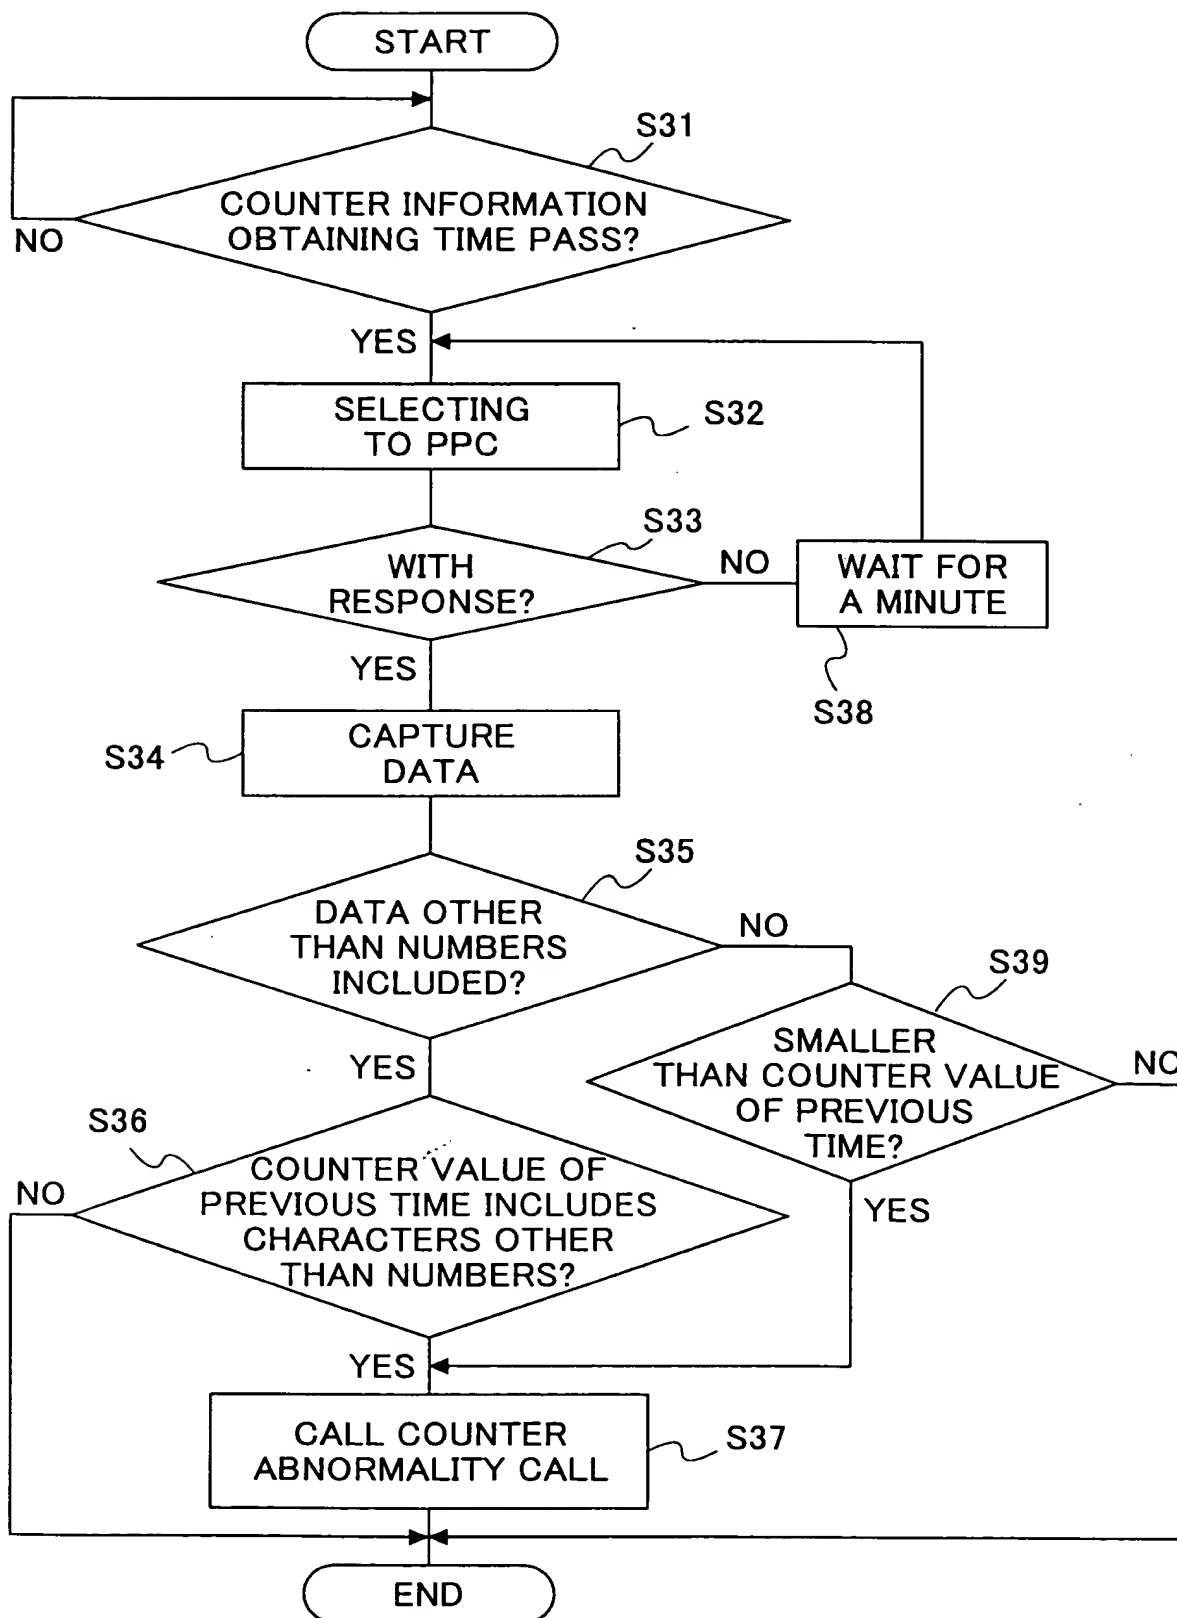 START
S31
COUNTER INFORMATION
OBTAINING TIME PASS?
NO
YES
SELECTING
TO PPC
S32
S33
WITH
RESPONSE?
NO
WAIT FOR
A MINUTE
YES
S38
S34
CAPTURE
DATA
S35
DATA OTHER
THAN NUMBERS
INCLUDED?
NO
S39
SMALLER
THAN COUNTER VALUE
OF PREVIOUS
TIME?
NO
YES
S36
COUNTER VALUE OF
PREVIOUS TIME INCLUDES
CHARACTERS OTHER
THAN NUMBERS?
NO
YES
YES
CALL COUNTER
ABNORMALITY CALL
S37
END